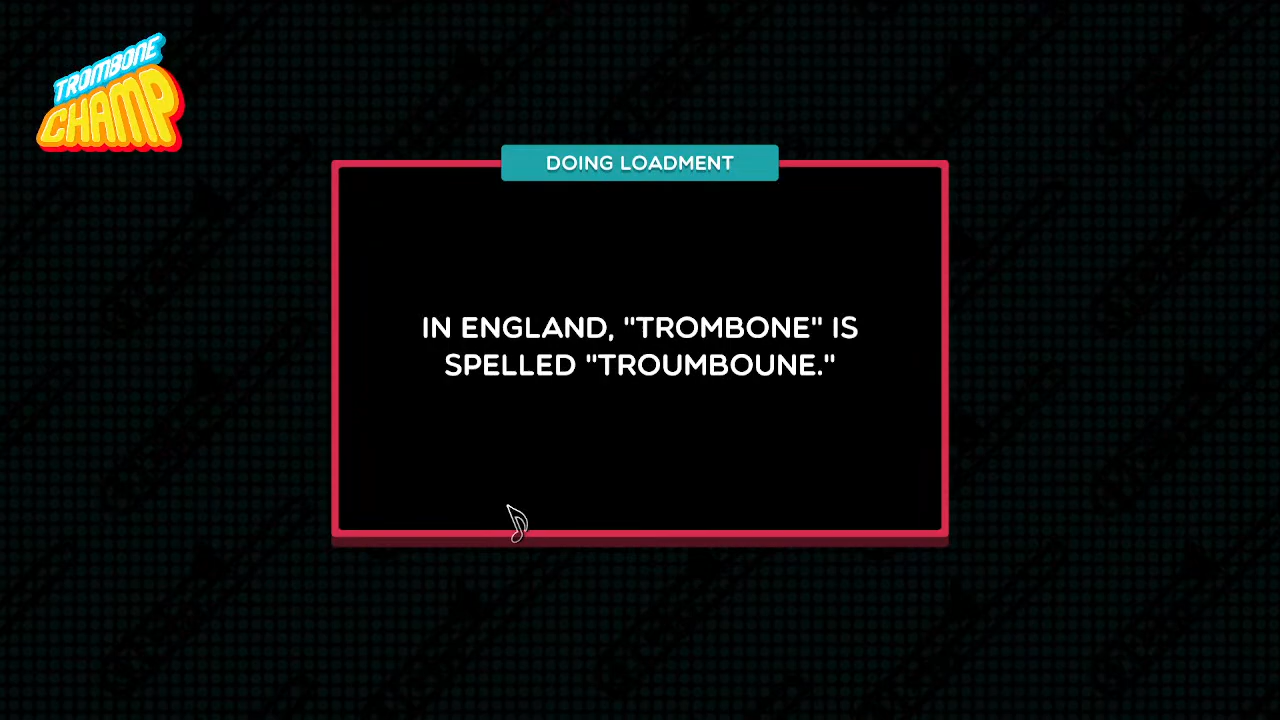 TROMBONE
CHAMP
DOING LOADMENT
IN ENGLAND, "TROMBONE" IS
SPELLED "TROUMBOUNE."